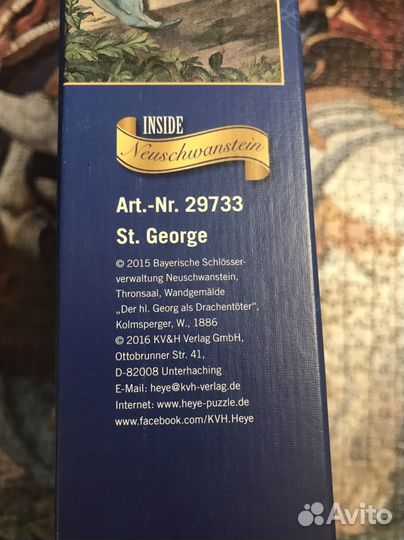 INSIDE
Neuschwanstein
Art.-Nr. 29733
St. George
© 2015 Bayerische Schlösser-
verwaltung Neuschwanstein,
Thronsaal, Wandgemälde
„Der hl. Georg als Drachentöter",
Kolmsperger, W., 1886
© 2016 KV&H Verlag GmbH,
Ottobrunner Str. 41,
D-82008 Unterhaching
E-Mail: heye@kvh-verlag.de
Internet: www.heye-puzzle.de
www.facebook.com/KVH.Heye
Avito